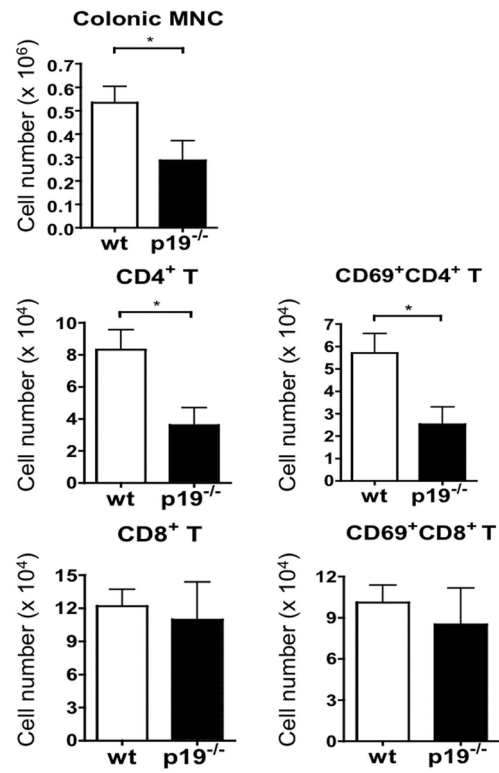 Colonic MNC
*
Cell number (x 10⁶)
0.7
0.6
0.5
0.4
0.3
0.2
0.1
0.0
wt p19⁻/⁻
CD4⁺ T
*
Cell number (x 10⁴)
10
8
6
4
2
0
wt p19⁻/⁻
CD69⁺CD4⁺ T
*
Cell number (x 10⁴)
7
6
5
4
3
2
1
0
wt p19⁻/⁻
CD8⁺ T
Cell number (x 10⁴)
15
12
9
6
3
0
wt p19⁻/⁻
CD69⁺CD8⁺ T
Cell number (x 10⁴)
12
9
6
3
0
wt p19⁻/⁻